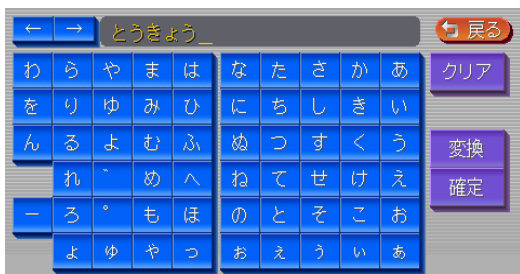 ← → とうきょう_ 戻る
わ ら や ま は な た さ か あ クリア
を り ゆ み ひ に ち し き い
ん る よ む ふ ぬ つ す く う 変換
れ ゛ め へ ね て せ け え 確定
ー ろ ゜ も ほ の と そ こ お
ょ ゅ ゃ っ ぉ ぇ ぅ ぃ ぁ